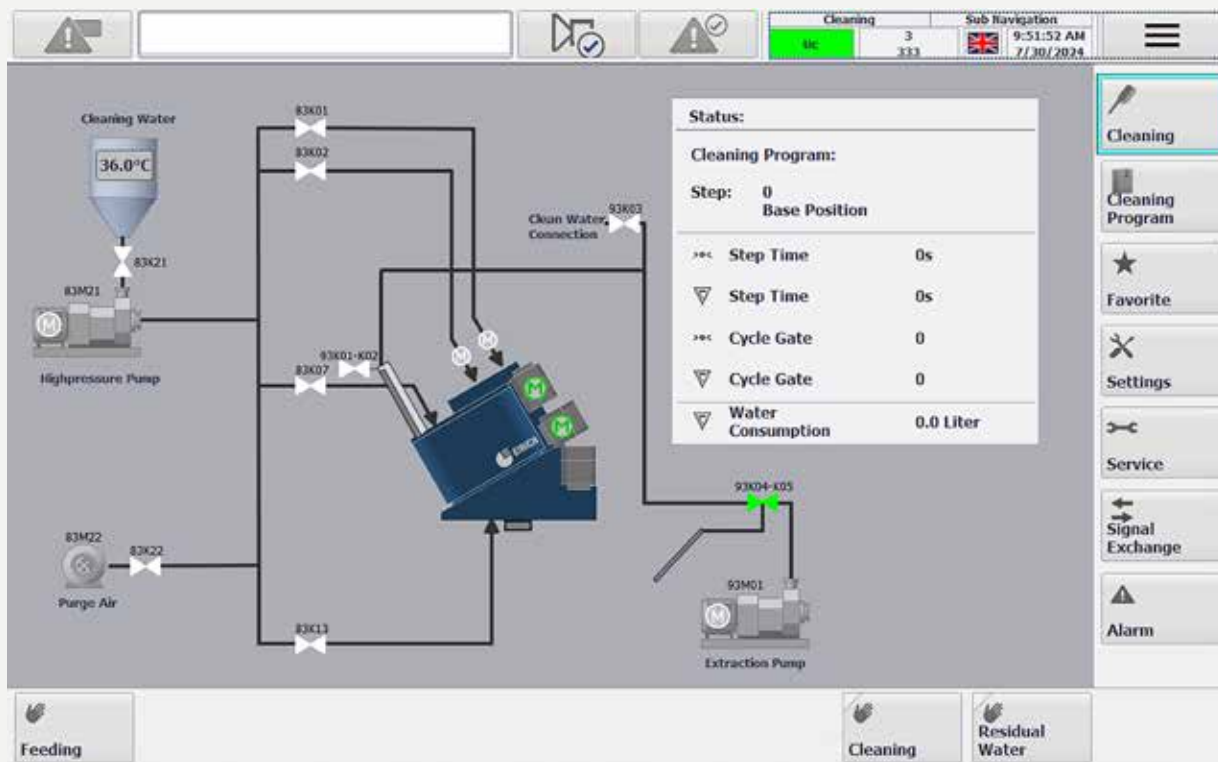 Cleaning
Sub Navigation
uc
3
333
9:51:52 AM
7/30/2024
Cleaning Water
36.0°C
83K01
83K02
83K21
83M21
M
Highpressure Pump
Clean Water
Connection
93K03
93K01-K02
83K07
M
M
M
M
EIRICH
83M22
83K22
Purge Air
83K13
Status:
Cleaning Program:
Step: 0
Base Position
Step Time 0s
Step Time 0s
Cycle Gate 0
Cycle Gate 0
Water
Consumption 0.0 Liter
93K04-K05
93M01
M
Extraction Pump
Cleaning
Cleaning
Program
Favorite
Settings
Service
Signal
Exchange
Alarm
Feeding
Cleaning
Residual
Water